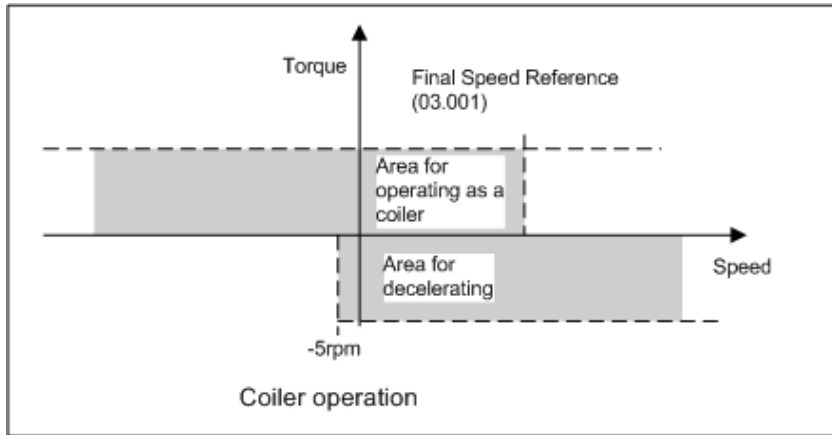 Torque
Final Speed Reference
(03.001)
Area for
operating as a
coiler
Area for
decelerating
Speed
-5rpm
Coiler operation